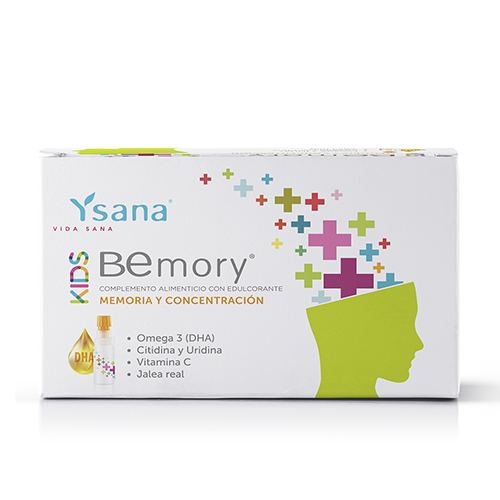 Ysana®
VIDA SANA
KIDS
BEmory®
COMPLEMENTO ALIMENTICIO CON EDULCORANTE
MEMORIA Y CONCENTRACIÓN
DHA
• Omega 3 (DHA)
• Citidina y Uridina
• Vitamina C
• Jalea real